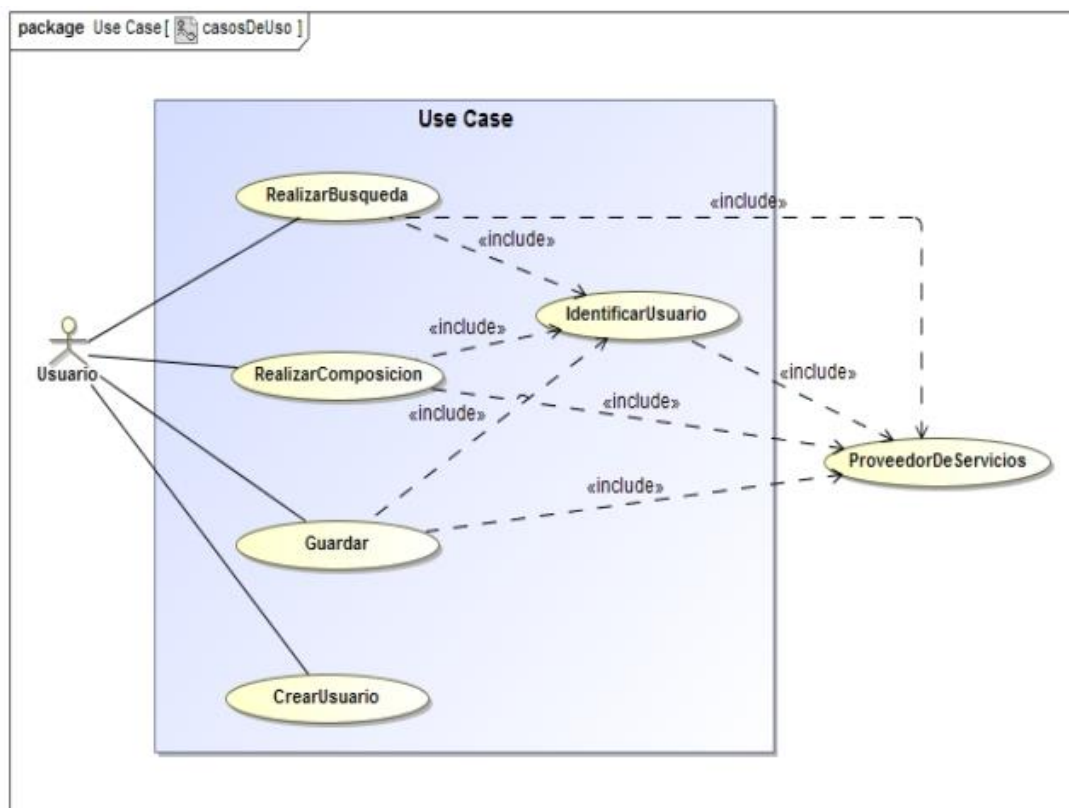 package Use Case [ casosDeUso ]
Use Case
RealizarBusqueda
«include»
«include»
IdentificarUsuario
«include»
Usuario
RealizarComposicion
«include»
«include»
«include»
ProveedorDeServicios
«include»
Guardar
CrearUsuario